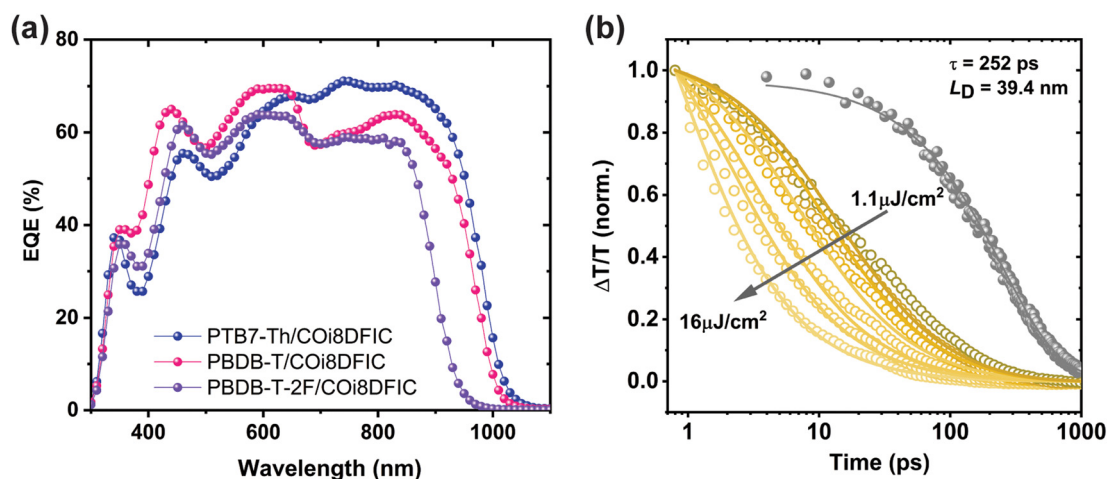 (a)
80
60
40
20
0
EQE (%)
400
600
800
1000
Wavelength (nm)
PTB7-Th/COi8DFIC
PBDB-T/COi8DFIC
PBDB-T-2F/COi8DFIC
(b)
1.0
0.8
0.6
0.4
0.2
0.0
ΔT/T (norm.)
τ = 252 ps
LD = 39.4 nm
1.1μJ/cm²
16μJ/cm²
1
10
100
1000
Time (ps)